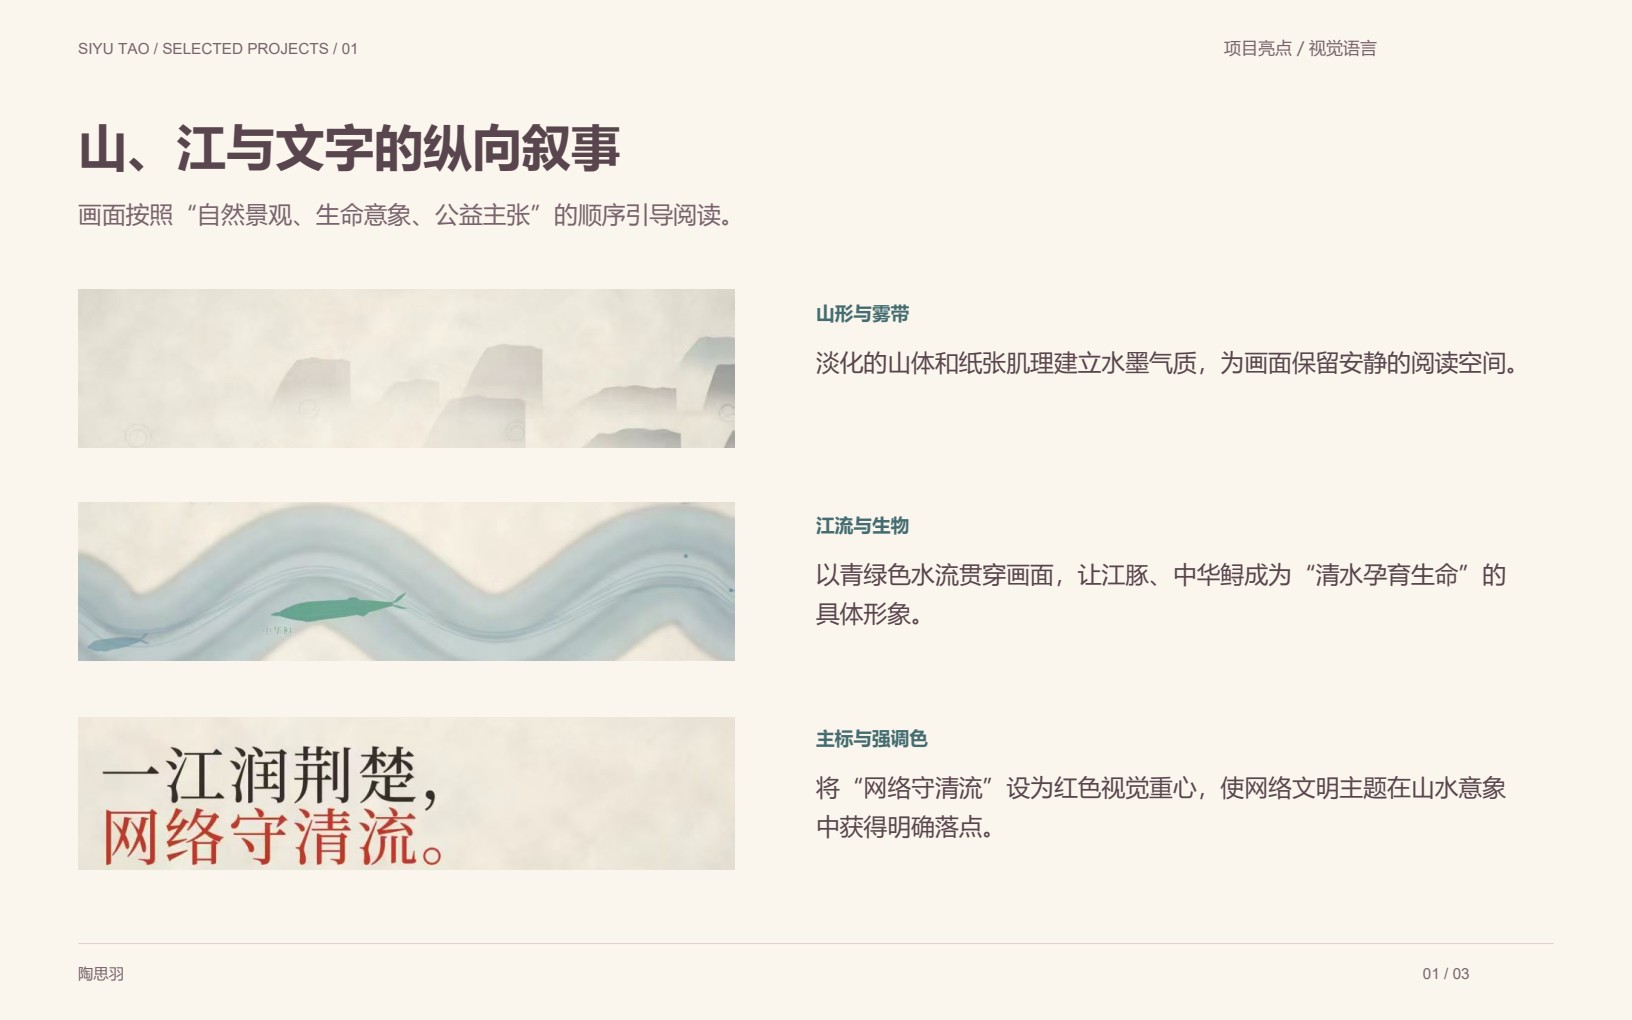 SIYU TAO / SELECTED PROJECTS / 01
项目亮点 / 视觉语言
山、江与文字的纵向叙事
画面按照“自然景观、生命意象、公益主张”的顺序引导阅读。
山形与雾带
淡化的山体和纸张肌理建立水墨气质，为画面保留安静的阅读空间。
江流与生物
以青绿色水流贯穿画面，让江豚、中华鲟成为“清水孕育生命”的
具体形象。
一江润荆楚，
网络守清流。
主标与强调色
将“网络守清流”设为红色视觉重心，使网络文明主题在山水意象
中获得明确落点。
陶思羽
01 / 03